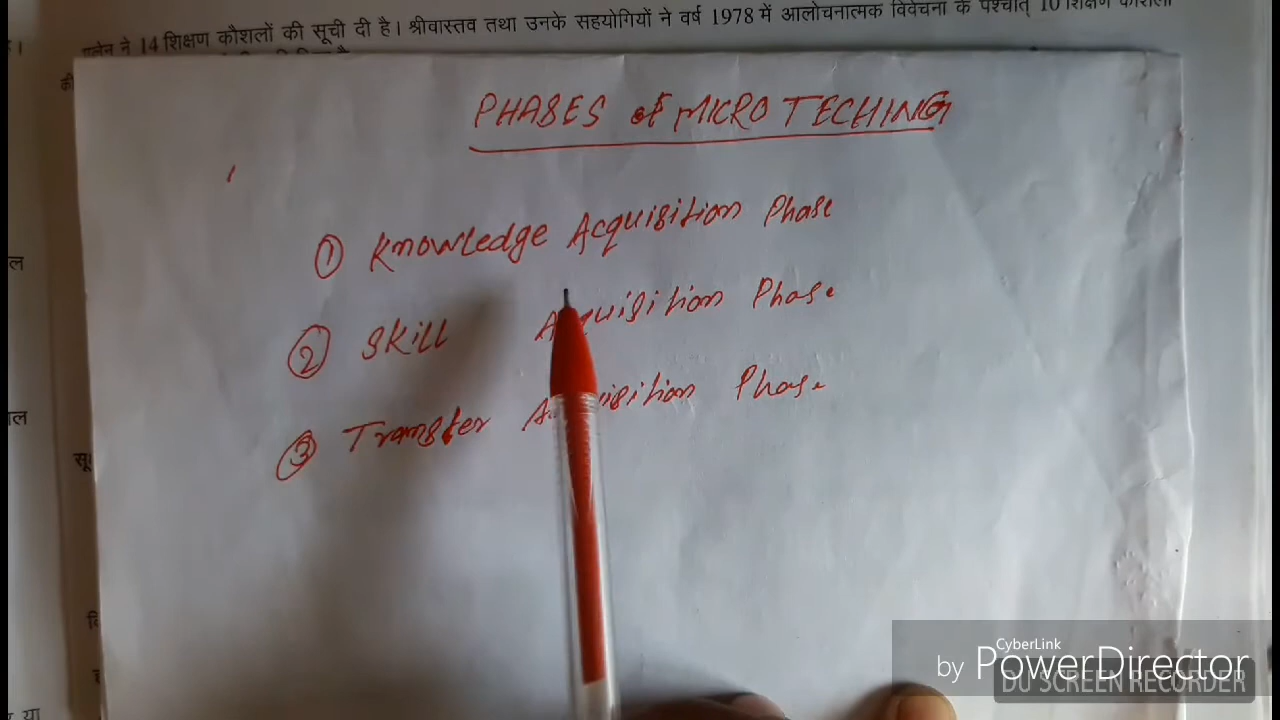 ने 14 शिक्षण कौशलों की सूची दी है। श्रीवास्तव तथा उनके सहयोगियों ने वर्ष 1978 में आलोचनात्मक विवेचना के पश्चात् 10 शिक्षण
PHASES of MICRO TECHING
① Knowledge Acquisition Phase
② Skill Acquisition Phase
③ Transfer Acquisition Phase
CyberLink
by PowerDirector
DU SCREEN RECORDER